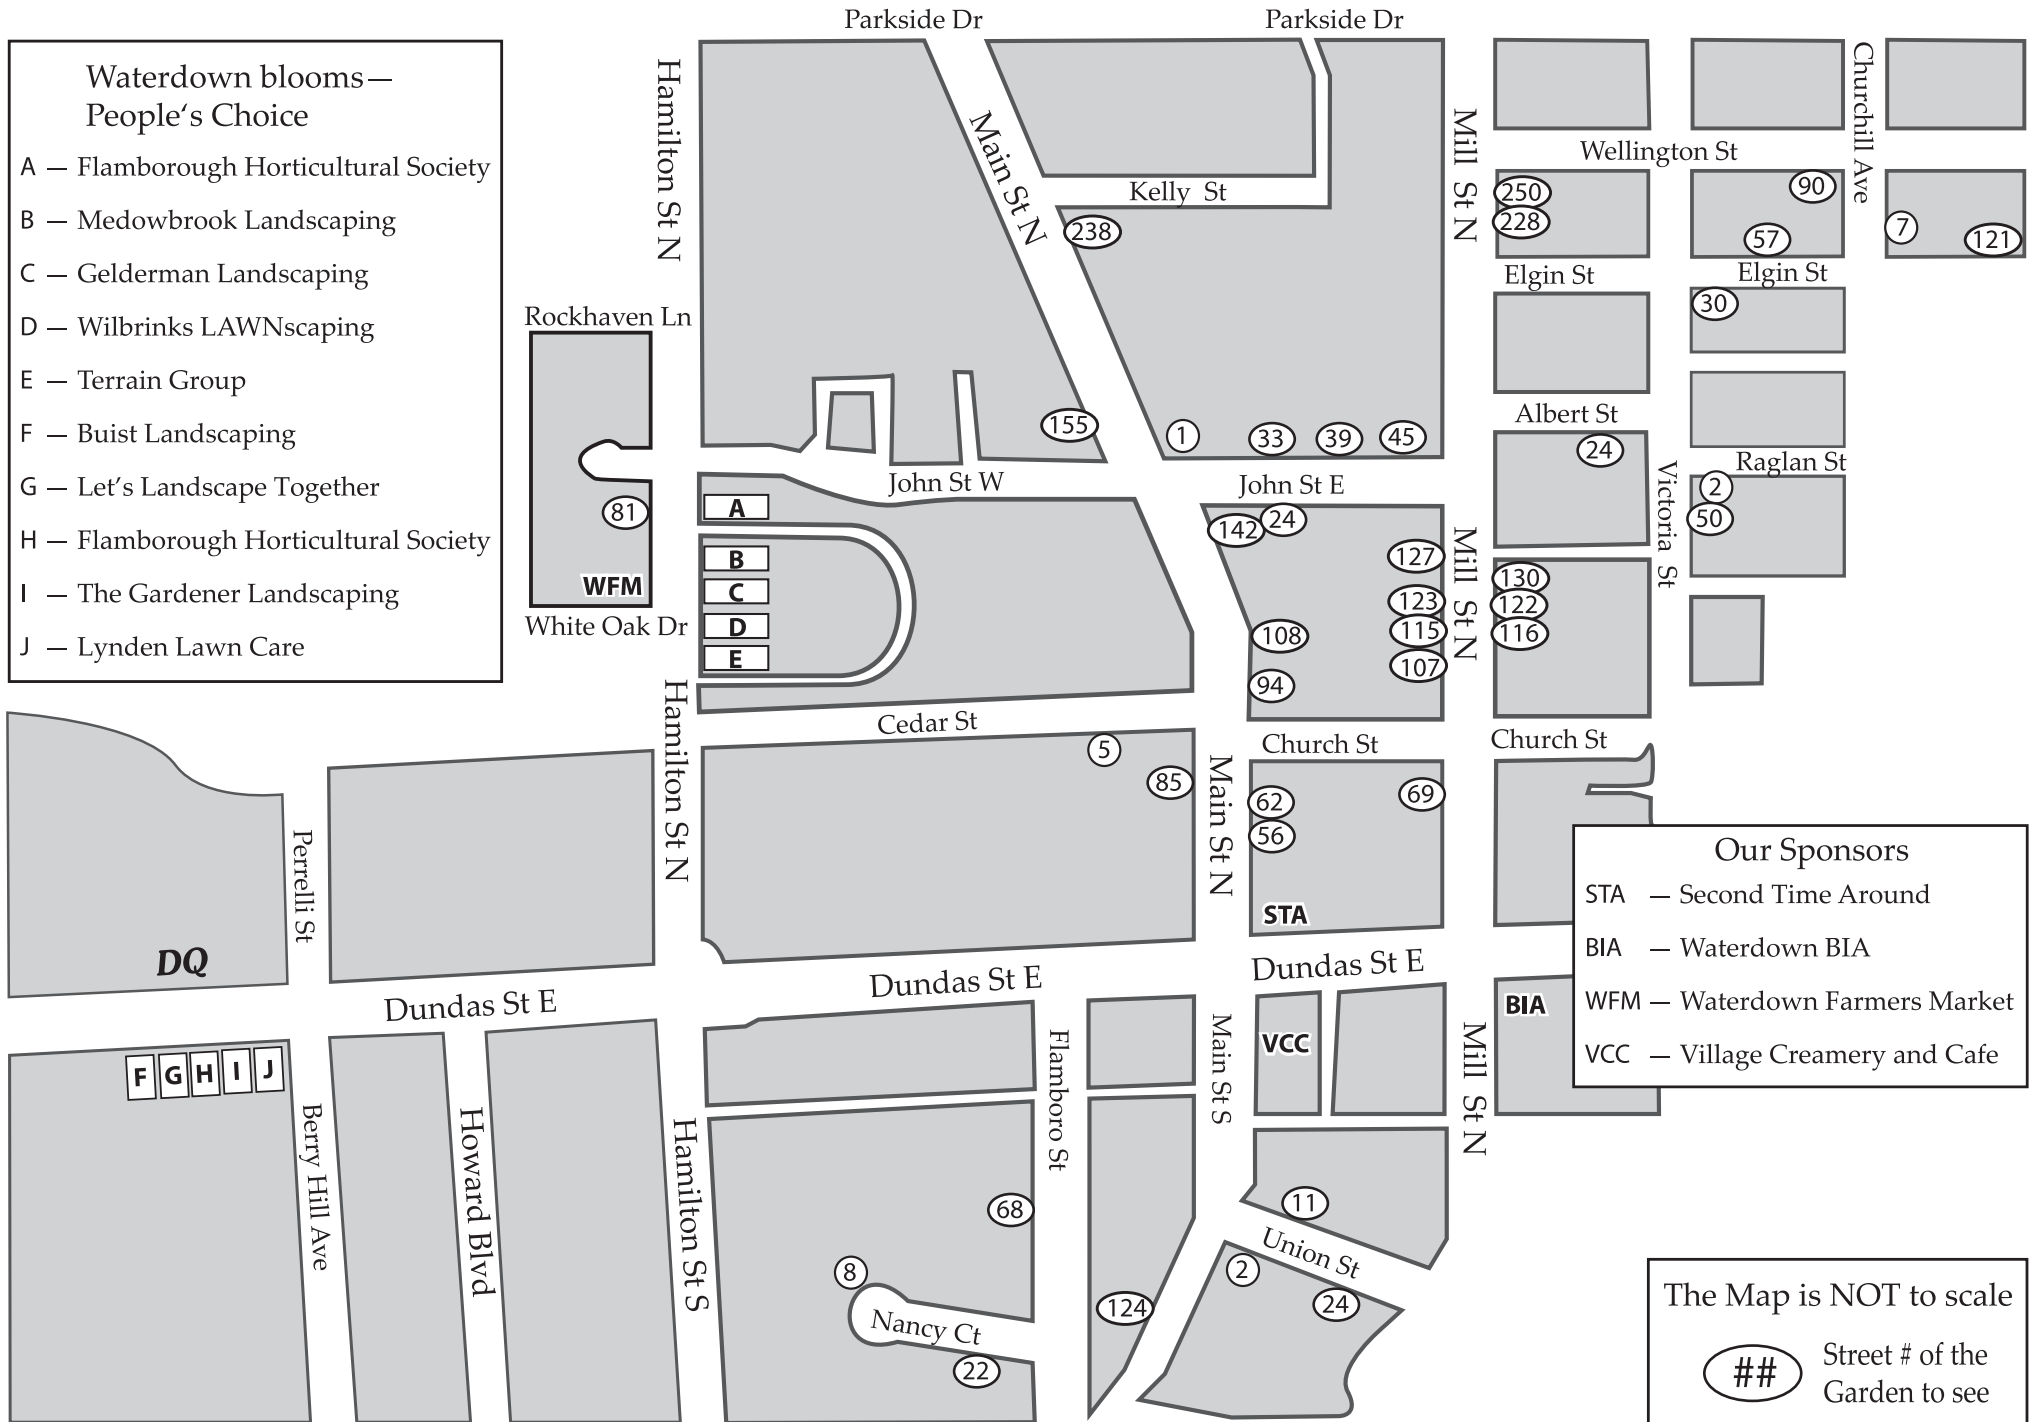 Parkside Dr
Parkside Dr
Waterdown blooms—
People‘s Choice
A — Flamborough Horticultural Society
B — Medowbrook Landscaping
C — Gelderman Landscaping
D — Wilbrinks LAWNscaping
E — Terrain Group
F — Buist Landscaping
G — Let’s Landscape Together
H — Flamborough Horticultural Society
I — The Gardener Landscaping
J — Lynden Lawn Care
Hamilton St N
Main St N
Mill St N
Churchill Ave
Wellington St
Kelly St
250
228
90
57
7
121
238
Elgin St
Elgin St
30
Rockhaven Ln
155
1
33
39
45
Albert St
24
Victoria St
Raglan St
2
50
John St W
John St E
81
WFM
White Oak Dr
A
B
C
D
E
142
24
127
123
115
107
108
94
Mill St N
130
122
116
Hamilton St N
Cedar St
Church St
Church St
5
85
Main St N
62
56
69
STA
Perrelli St
DQ
Dundas St E
Dundas St E
Dundas St E
Our Sponsors
STA — Second Time Around
BIA — Waterdown BIA
WFM — Waterdown Farmers Market
VCC — Village Creamery and Cafe
BIA
VCC
F
G
H
I
J
Berry Hill Ave
Howard Blvd
Hamilton St S
Flamboro St
Main St S
Mill St N
68
8
Nancy Ct
22
124
11
Union St
2
24
The Map is NOT to scale
## Street # of the
Garden to see